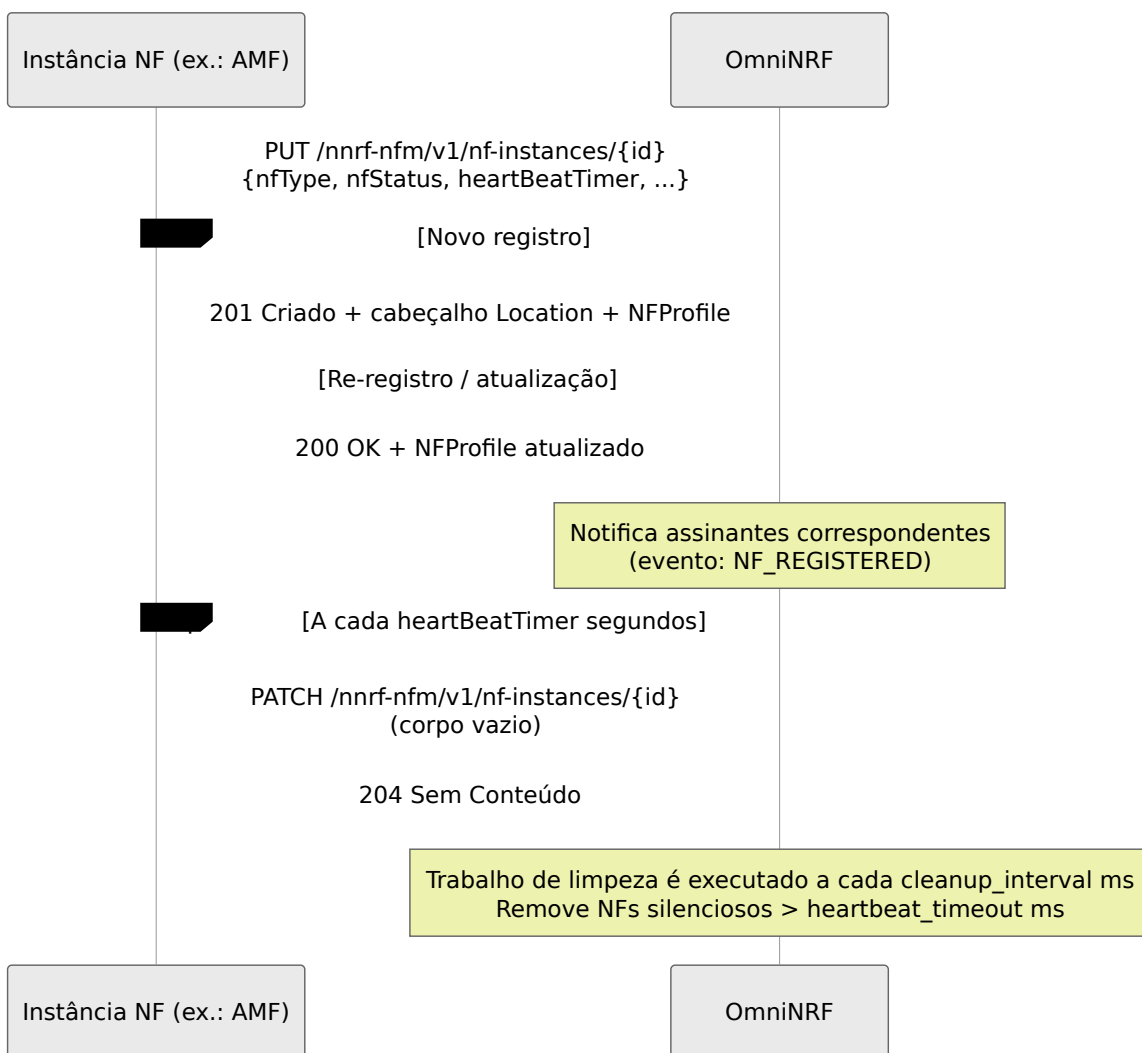 Instância NF (ex.: AMF)
OmniNRF
PUT /nnrf-nfm/v1/nf-instances/{id}
{nfType, nfStatus, heartBeatTimer, ...}
[Novo registro]
201 Criado + cabeçalho Location + NFProfile
[Re-registro / atualização]
200 OK + NFProfile atualizado
Notifica assinantes correspondentes
(evento: NF_REGISTERED)
[A cada heartBeatTimer segundos]
PATCH /nnrf-nfm/v1/nf-instances/{id}
(corpo vazio)
204 Sem Conteúdo
Trabalho de limpeza é executado a cada cleanup_interval ms
Remove NFs silenciosos > heartbeat_timeout ms
Instância NF (ex.: AMF)
OmniNRF